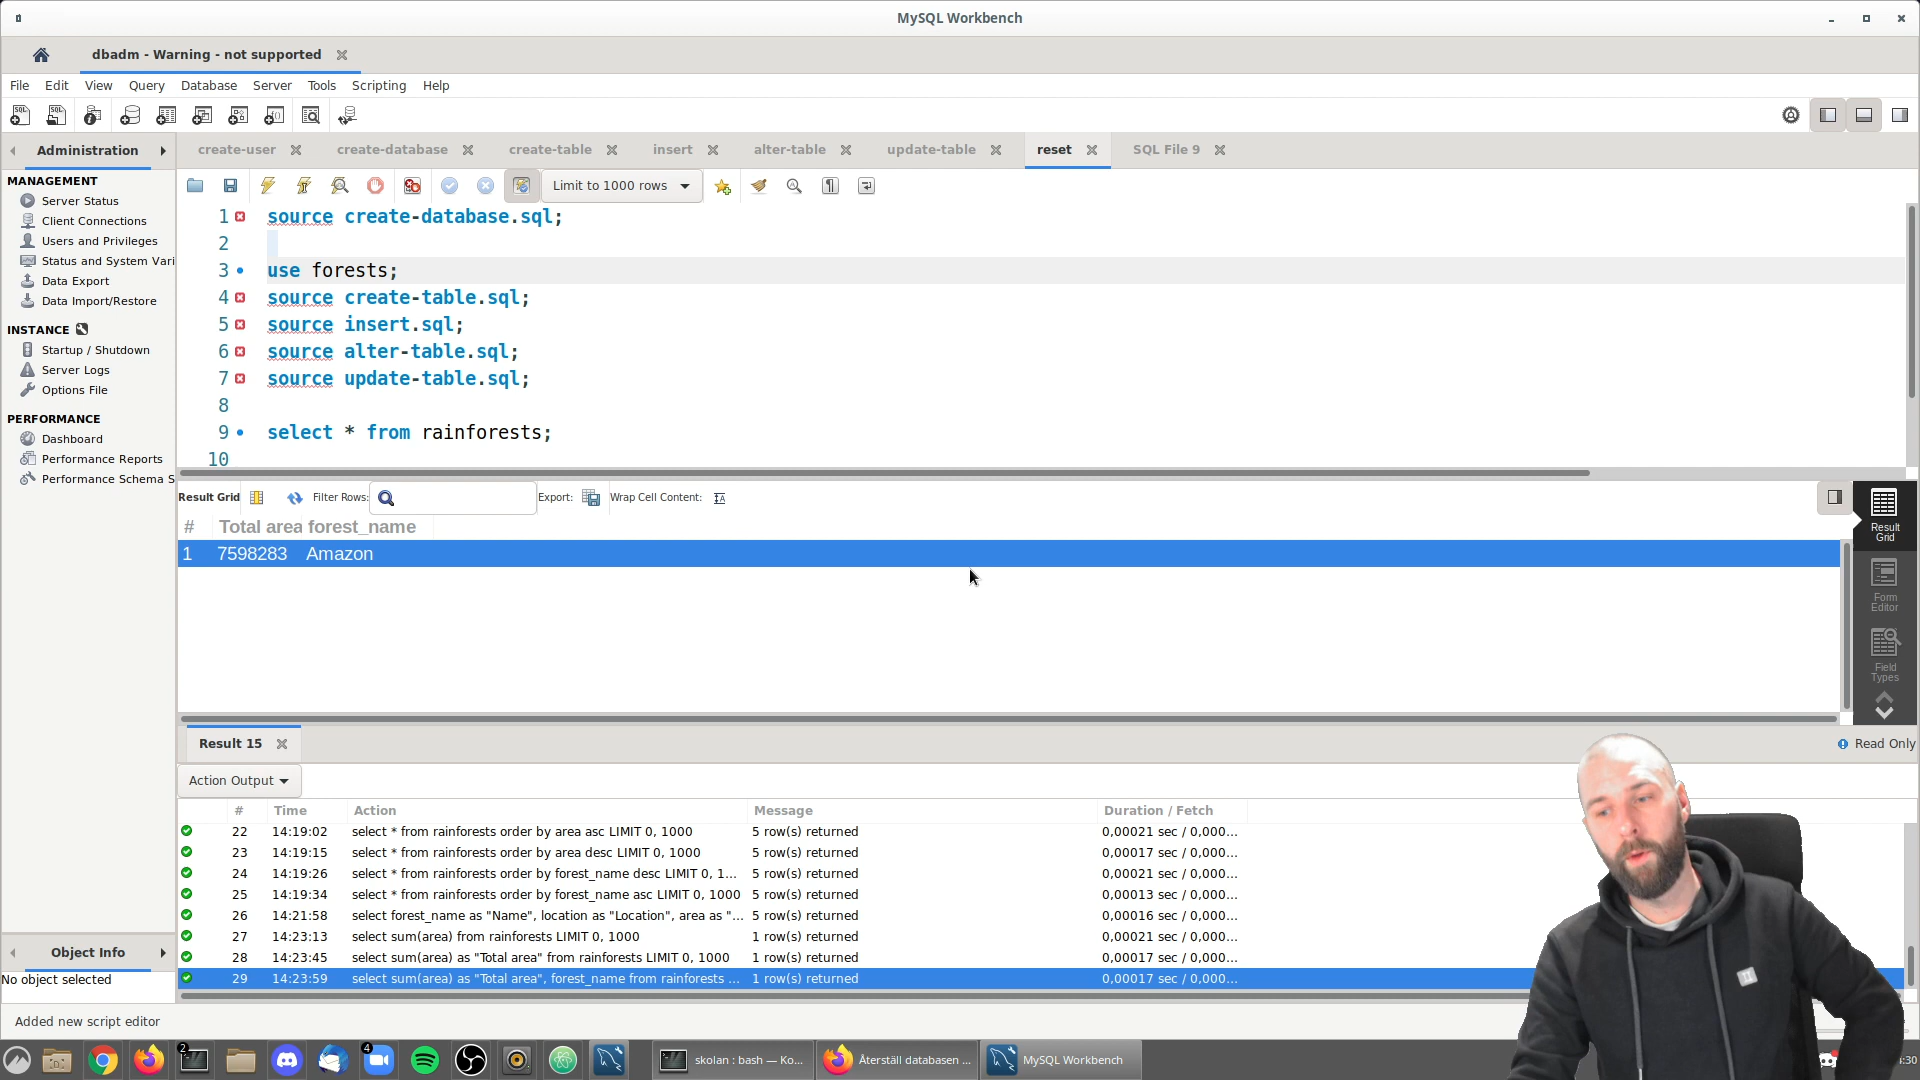 MySQL Workbench
dbadm - Warning - not supported
File Edit View Query Database Server Tools Scripting Help
Administration
create-user create-database create-table insert alter-table update-table reset SQL File 9
MANAGEMENT
Server Status
Client Connections
Users and Privileges
Status and System Vari
Data Export
Data Import/Restore
INSTANCE
Startup / Shutdown
Server Logs
Options File
PERFORMANCE
Dashboard
Performance Reports
Performance Schema S
Limit to 1000 rows
1 source create-database.sql;
2
3 use forests;
4 source create-table.sql;
5 source insert.sql;
6 source alter-table.sql;
7 source update-table.sql;
8
9 select * from rainforests;
10
Result Grid Filter Rows: Export: Wrap Cell Content:
# Total area forest_name
1 7598283 Amazon
Result Grid
Form Editor
Field Types
Result 15
Read Only
Action Output
# Time Action Message Duration / Fetch
22 14:19:02 select * from rainforests order by area asc LIMIT 0, 1000 5 row(s) returned 0,00021 sec / 0,000...
23 14:19:15 select * from rainforests order by area desc LIMIT 0, 1000 5 row(s) returned 0,00017 sec / 0,000...
24 14:19:26 select * from rainforests order by forest_name desc LIMIT 0, 1... 5 row(s) returned 0,00021 sec / 0,000...
25 14:19:34 select * from rainforests order by forest_name asc LIMIT 0, 1000 5 row(s) returned 0,00013 sec / 0,000...
26 14:21:58 select forest_name as "Name", location as "Location", area as "... 5 row(s) returned 0,00016 sec / 0,000...
27 14:23:13 select sum(area) from rainforests LIMIT 0, 1000 1 row(s) returned 0,00021 sec / 0,000...
28 14:23:45 select sum(area) as "Total area" from rainforests LIMIT 0, 1000 1 row(s) returned 0,00017 sec / 0,000...
29 14:23:59 select sum(area) as "Total area", forest_name from rainforests ... 1 row(s) returned 0,00017 sec / 0,000...
Object Info
No object selected
Added new script editor
2
4
skolan : bash — Ko...
Återställ databasen ...
MySQL Workbench
:30